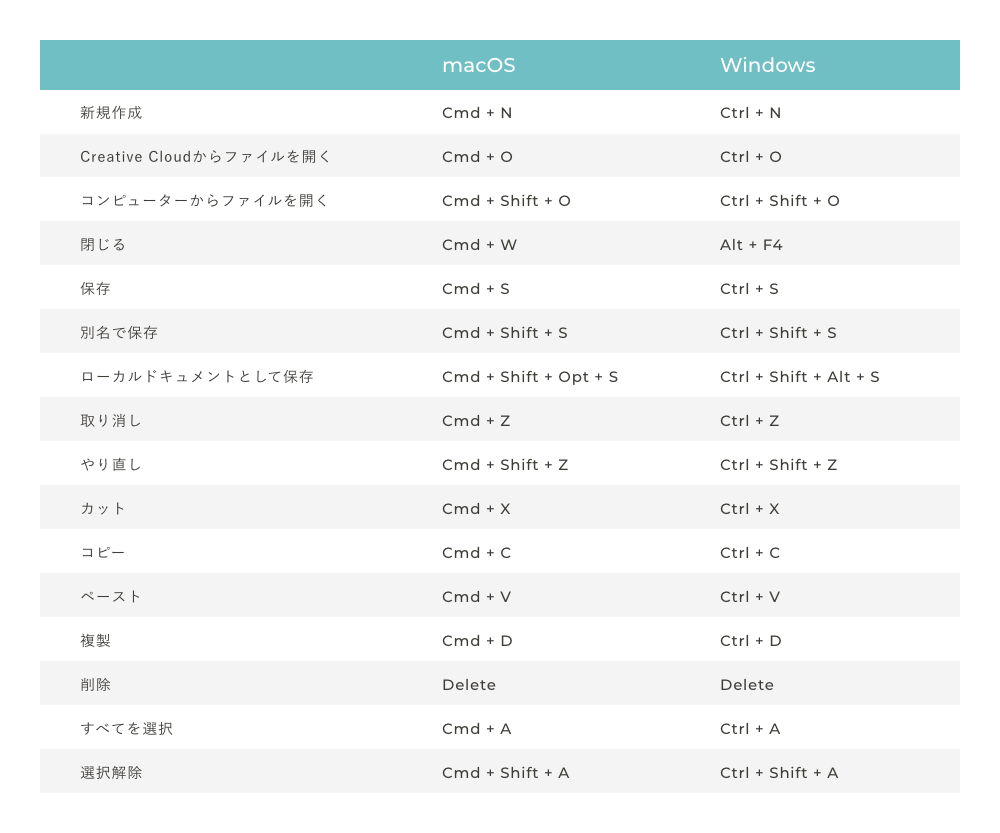 macOS Windows
新規作成 Cmd + N Ctrl + N
Creative Cloudからファイルを開く Cmd + O Ctrl + O
コンピューターからファイルを開く Cmd + Shift + O Ctrl + Shift + O
閉じる Cmd + W Alt + F4
保存 Cmd + S Ctrl + S
別名で保存 Cmd + Shift + S Ctrl + Shift + S
ローカルドキュメントとして保存 Cmd + Shift + Opt + S Ctrl + Shift + Alt + S
取り消し Cmd + Z Ctrl + Z
やり直し Cmd + Shift + Z Ctrl + Shift + Z
カット Cmd + X Ctrl + X
コピー Cmd + C Ctrl + C
ペースト Cmd + V Ctrl + V
複製 Cmd + D Ctrl + D
削除 Delete Delete
すべてを選択 Cmd + A Ctrl + A
選択解除 Cmd + Shift + A Ctrl + Shift + A